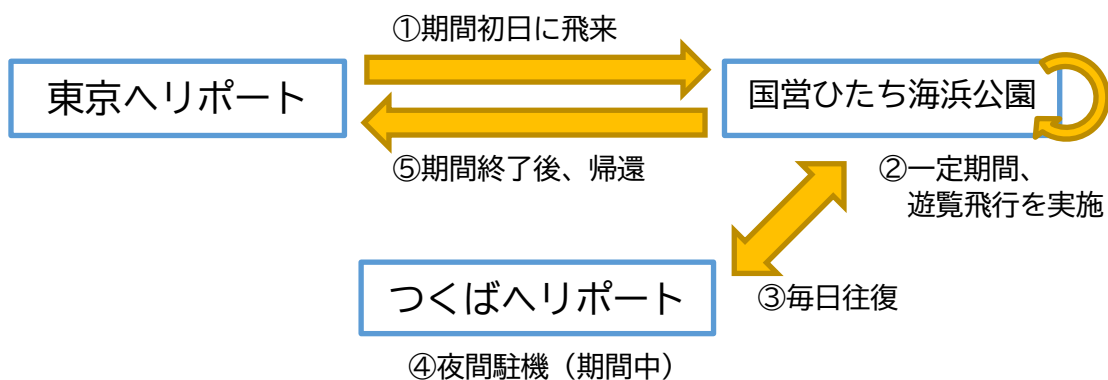 ①期間初日に飛来
東京ヘリポート
国営ひたち海浜公園
⑤期間終了後、帰還
②一定期間、
遊覧飛行を実施
つくばヘリポート
③毎日往復
④夜間駐機（期間中）